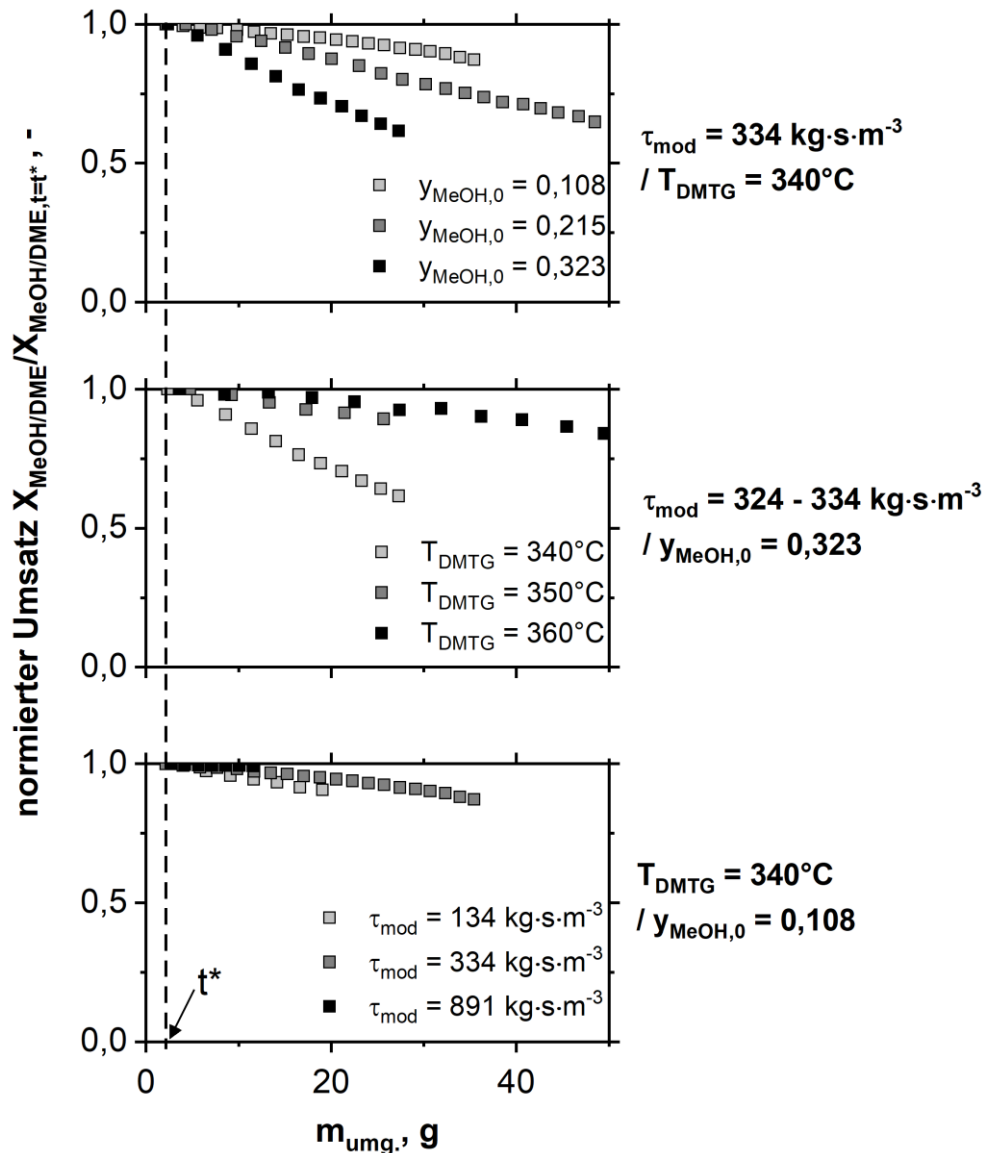 normierter Umsatz X_MeOH/DME/X_MeOH/DME,t=t*, -
1,0
0,5
0,0
y_MeOH,0 = 0,108
y_MeOH,0 = 0,215
y_MeOH,0 = 0,323
τ_mod = 334 kg·s·m⁻³
/ T_DMTG = 340°C
1,0
0,5
0,0
T_DMTG = 340°C
T_DMTG = 350°C
T_DMTG = 360°C
τ_mod = 324 - 334 kg·s·m⁻³
/ y_MeOH,0 = 0,323
1,0
0,5
0,0
τ_mod = 134 kg·s·m⁻³
τ_mod = 334 kg·s·m⁻³
τ_mod = 891 kg·s·m⁻³
t*
T_DMTG = 340°C
/ y_MeOH,0 = 0,108
0 20 40
m_umg., g